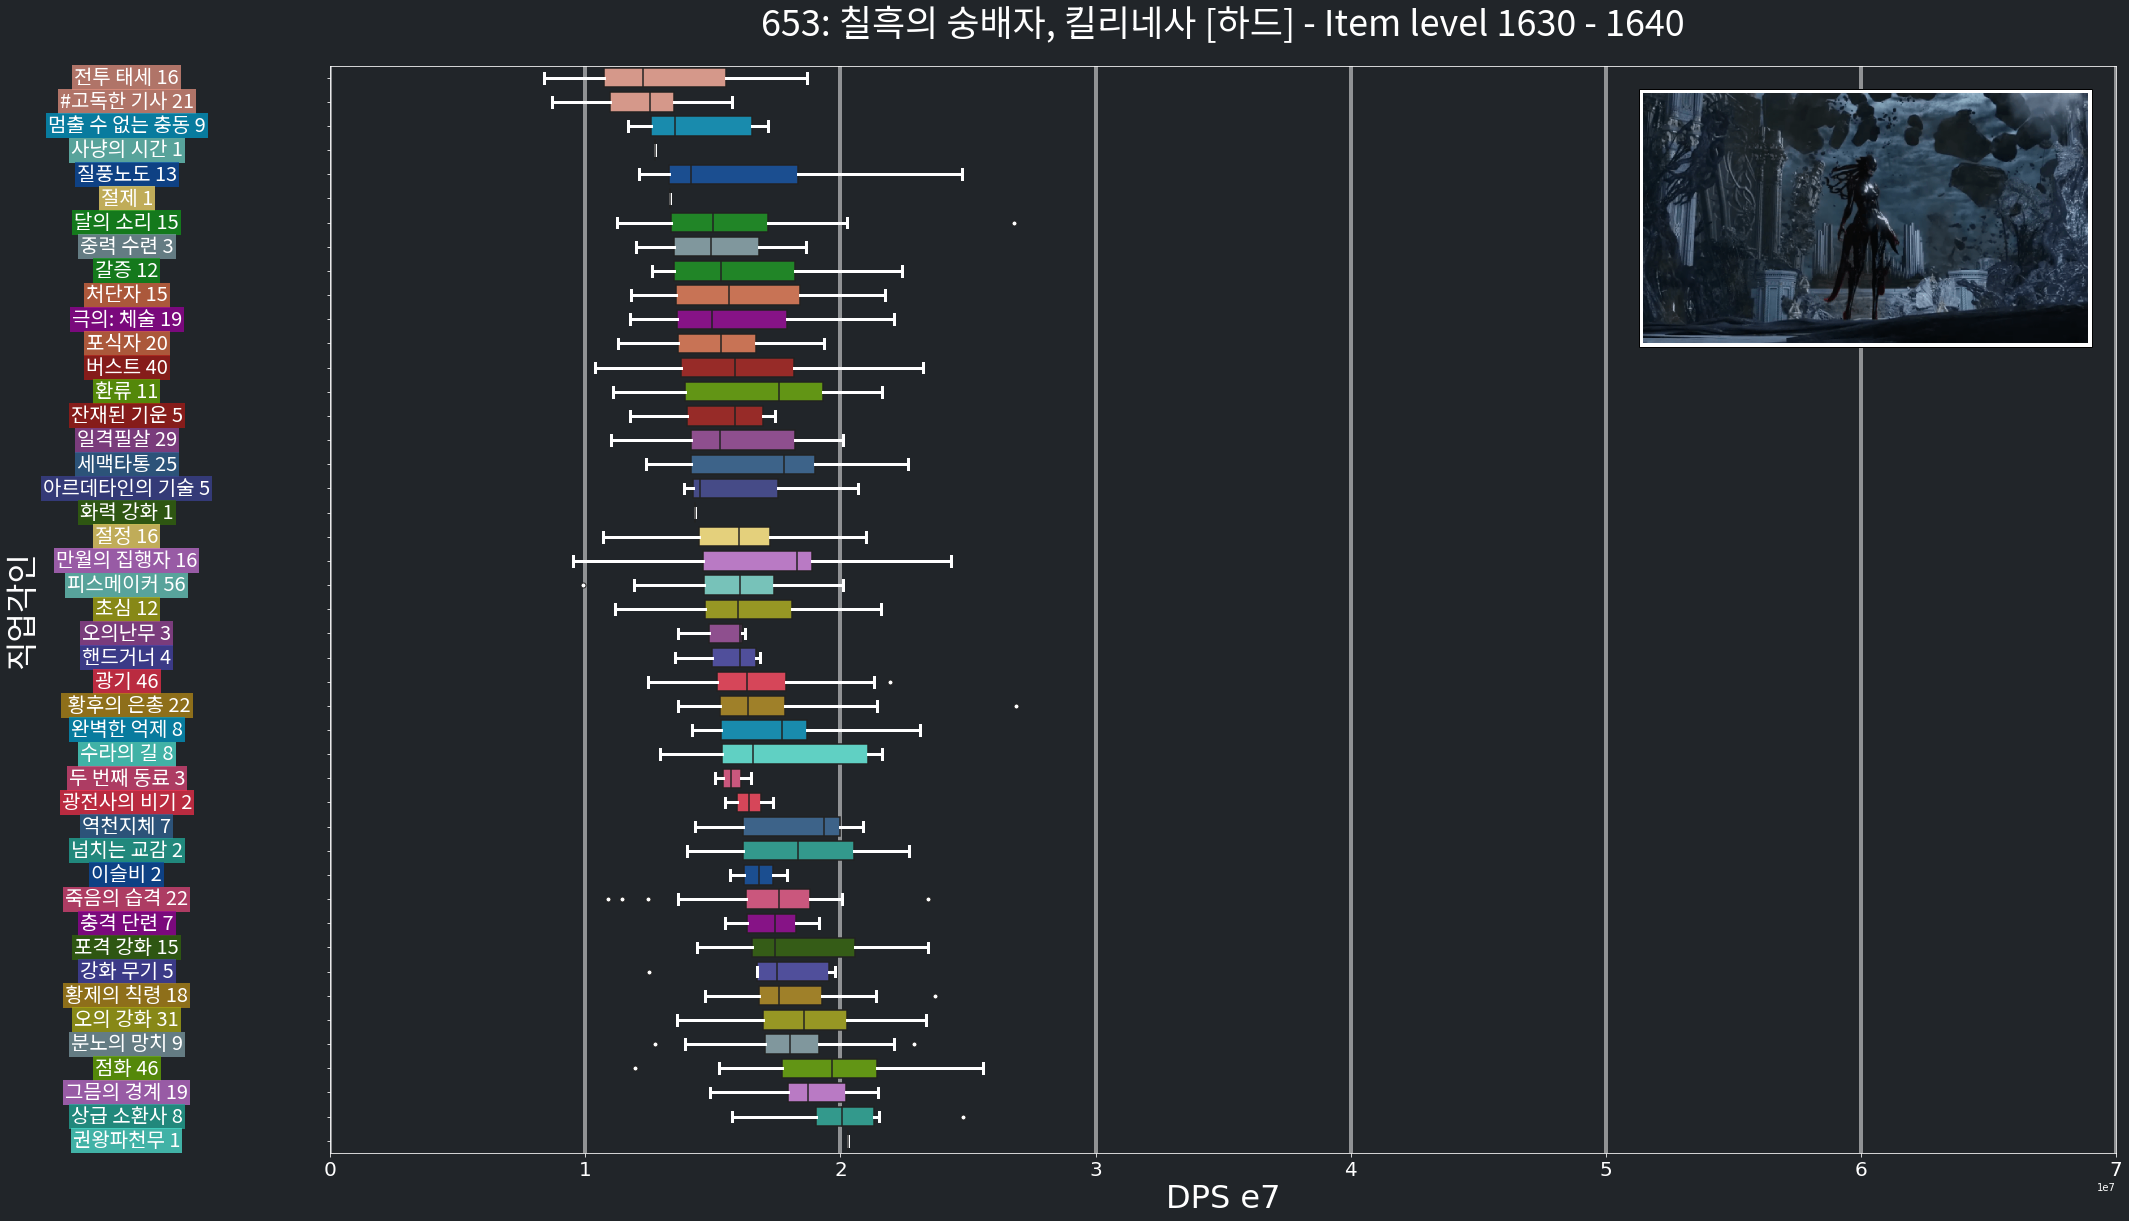 653: 칠흑의 숭배자, 킬리네사 [하드] - Item level 1630 - 1640
전투 태세 16
#고독한 기사 21
멈출 수 없는 충동 9
사냥의 시간 1
질풍노도 13
절제 1
달의 소리 15
중력 수련 3
갈증 12
처단자 15
극의: 체술 19
포식자 20
버스트 40
환류 11
잔재된 기운 5
일격필살 29
세맥타통 25
아르데타인의 기술 5
화력 강화 1
절정 16
만월의 집행자 16
피스메이커 56
초심 12
오의난무 3
핸드거너 4
광기 46
황후의 은총 22
완벽한 억제 8
수라의 길 8
두 번째 동료 3
광전사의 비기 2
역천지체 7
넘치는 교감 2
이슬비 2
죽음의 습격 22
충격 단련 7
포격 강화 15
강화 무기 5
황제의 칙령 18
오의 강화 31
분노의 망치 9
점화 46
그믐의 경계 19
상급 소환사 8
권왕파천무 1
직업각인
0 1 2 3 4 5 6 7
1e7
DPS e7